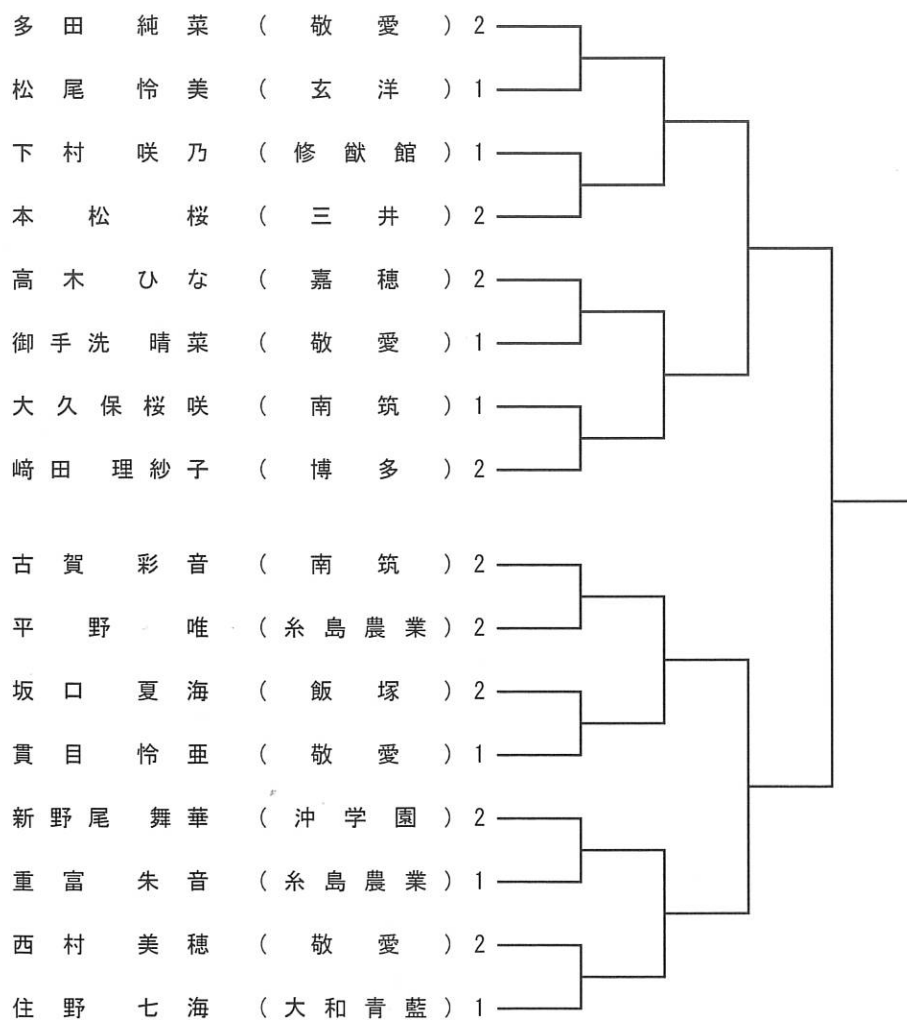 多田 純菜 (敬愛) 2
松尾 怜美 (玄洋) 1
下村 咲乃 (修猷館) 1
本松 桜 (三井) 2
高木 ひな (嘉穂) 2
御手洗 晴菜 (敬愛) 1
大久保桜咲 (南筑) 1
﨑田 理紗子 (博多) 2
古賀 彩音 (南筑) 2
平野 唯 (糸島農業) 2
坂口 夏海 (飯塚) 2
貫目 怜亜 (敬愛) 1
新野尾 舞華 (沖学園) 2
重富 朱音 (糸島農業) 1
西村 美穂 (敬愛) 2
住野 七海 (大和青藍) 1